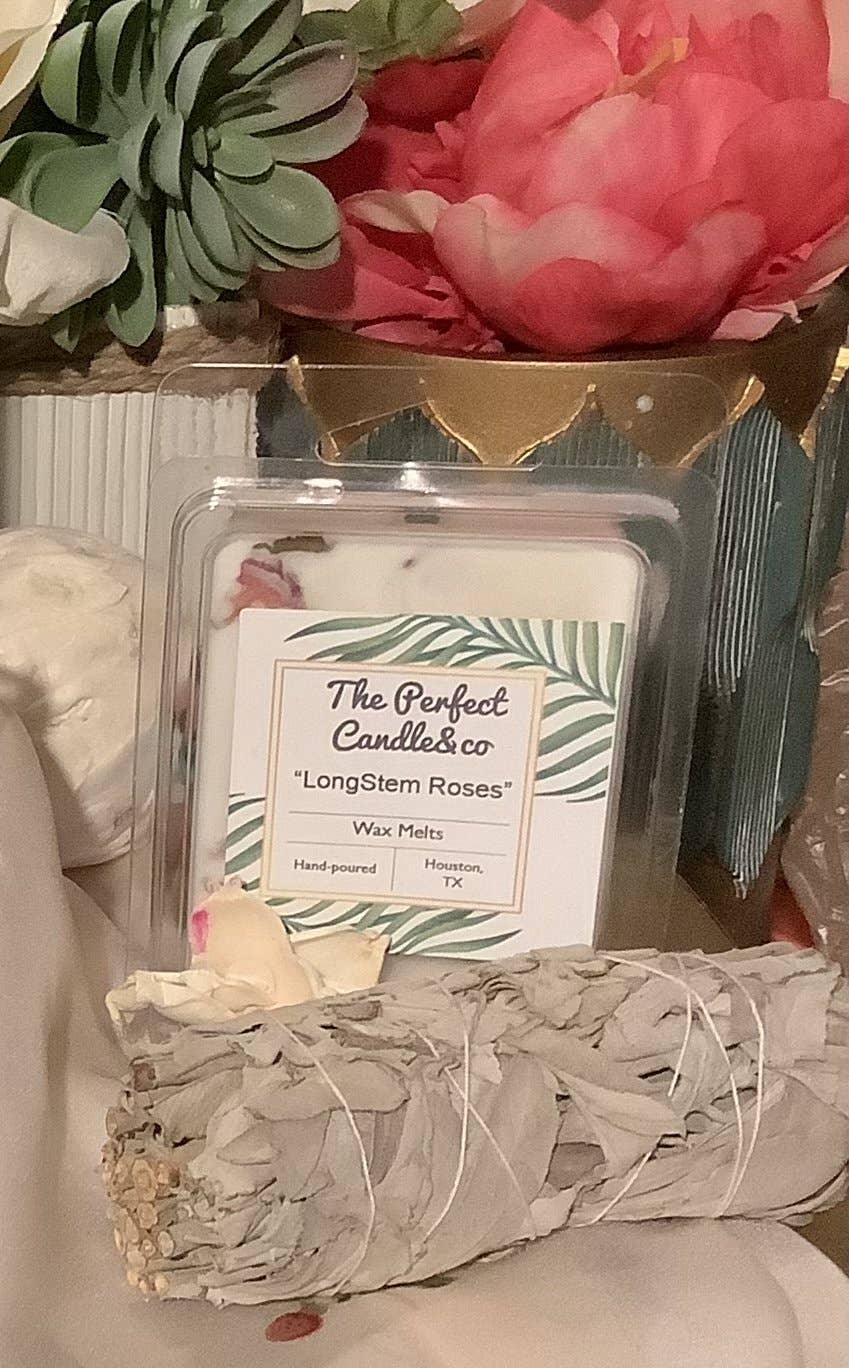 The Perfect
Candle&co
“LongStem Roses”
Wax Melts
Hand-poured
Houston,
TX